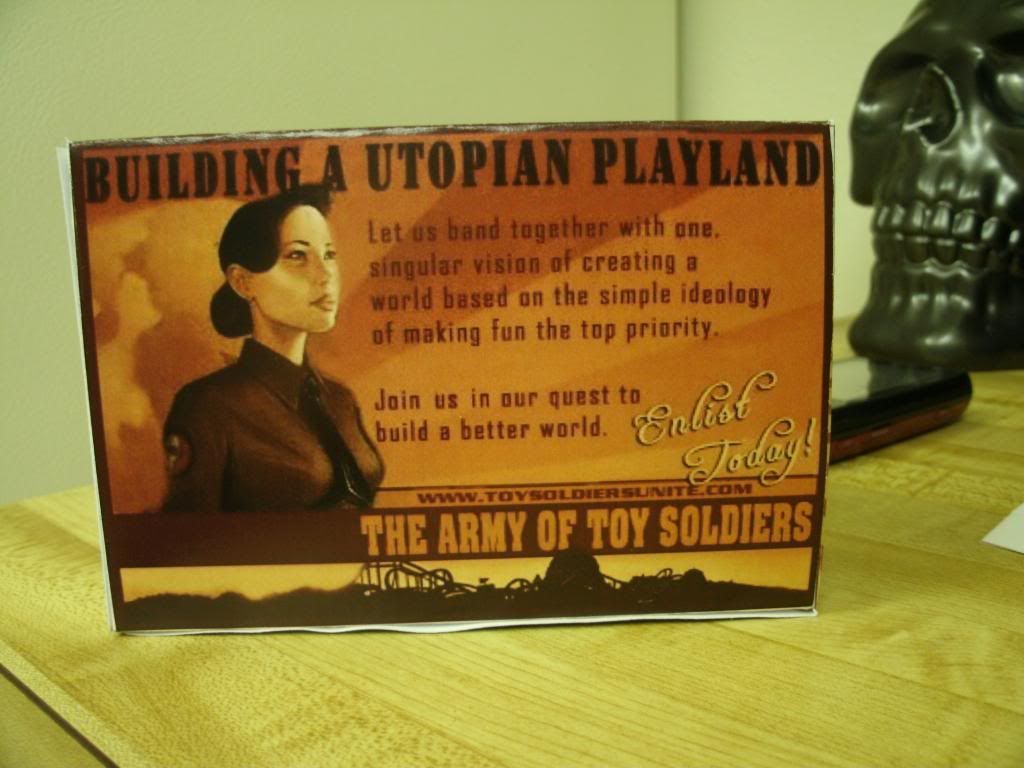 BUILDING A UTOPIAN PLAYLAND
Let us band together with one,
singular vision of creating a
world based on the simple ideology
of making fun the top priority.
Join us in our quest to
build a better world.
Enlist
Today!
WWW.TOYSOLDIERSUNITE.COM
THE ARMY OF TOY SOLDIERS